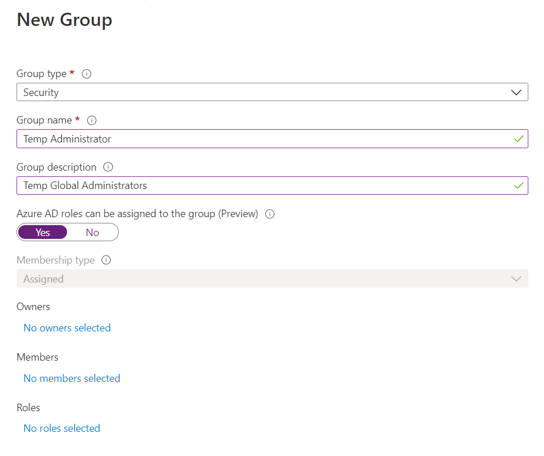 New Group
Group type *
Security
Group name *
Temp Administrator
Group description
Temp Global Administrators
Azure AD roles can be assigned to the group (Preview)
Yes No
Membership type
Assigned
Owners
No owners selected
Members
No members selected
Roles
No roles selected